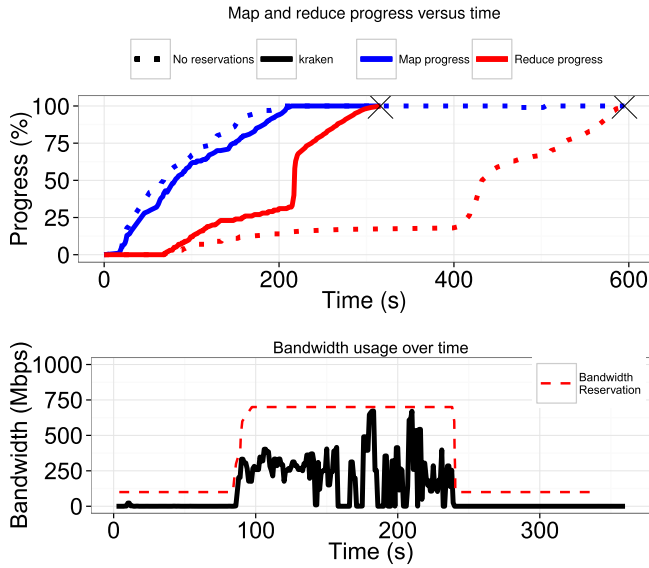 Map and reduce progress versus time
No reservations kraken Map progress Reduce progress
Progress (%)
100
75
50
25
0
0 200 400 600
Time (s)
Bandwidth usage over time
Bandwidth (Mbps)
1000
750
500
250
0
Bandwidth
Reservation
0 100 200 300
Time (s)